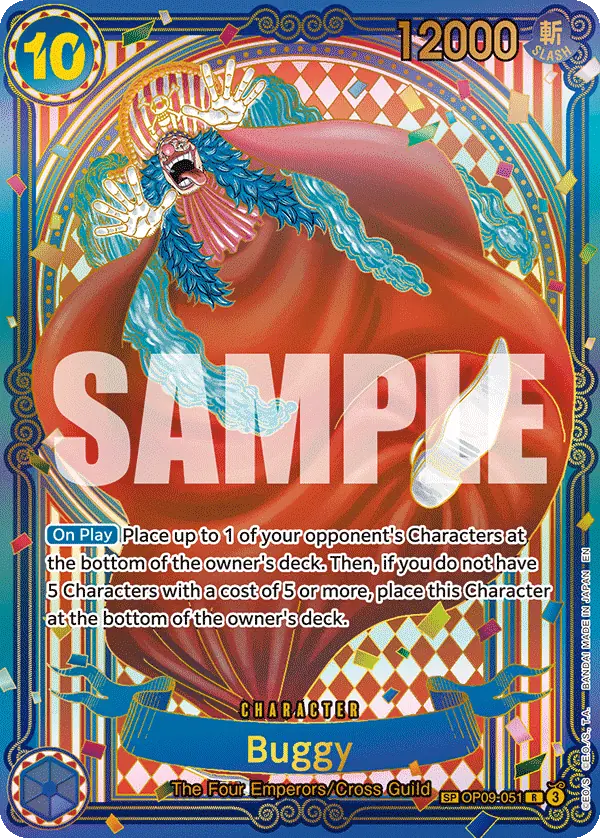 10
12000
斬
SLASH
SAMPLE
On Play Place up to 1 of your opponent's Characters at
the bottom of the owner's deck. Then, if you do not have
5 Characters with a cost of 5 or more, place this Character
at the bottom of the owner's deck.
CHARACTER
Buggy
The Four Emperors/Cross Guild
SP OP09-051 R 3
©E.O/S. ©E.O./S., T.A. BANDAI MADE IN JAPAN EN